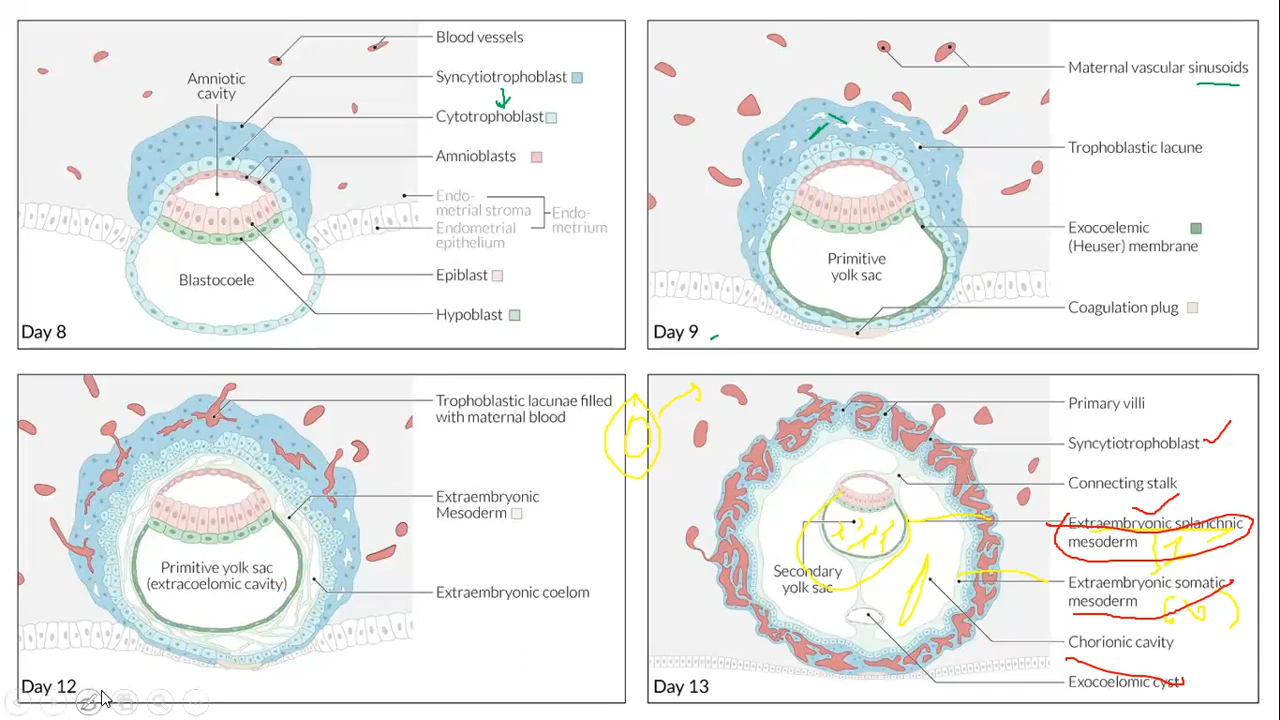 Blood vessels
Syncytiotrophoblast
Amniotic
cavity
Cytotrophoblast
Amnioblasts
Endo-
metrial stroma
Endometrial
epithelium
Endo-
metrium
Epiblast
Blastocoele
Hypoblast
Day 8
Maternal vascular sinusoids
Trophoblastic lacune
Exocoelemic
(Heuser) membrane
Primitive
yolk sac
Coagulation plug
Day 9
Trophoblastic lacunae filled
with maternal blood
Extraembryonic
Mesoderm
Primitive yolk sac
(extracoelomic cavity)
Extraembryonic coelom
Day 12
Primary villi
Syncytiotrophoblast
Connecting stalk
Extraembryonic splanchnic
mesoderm
Secondary
yolk sac
Extraembryonic somatic
mesoderm
Chorionic cavity
Exocoelomic cyst
Day 13